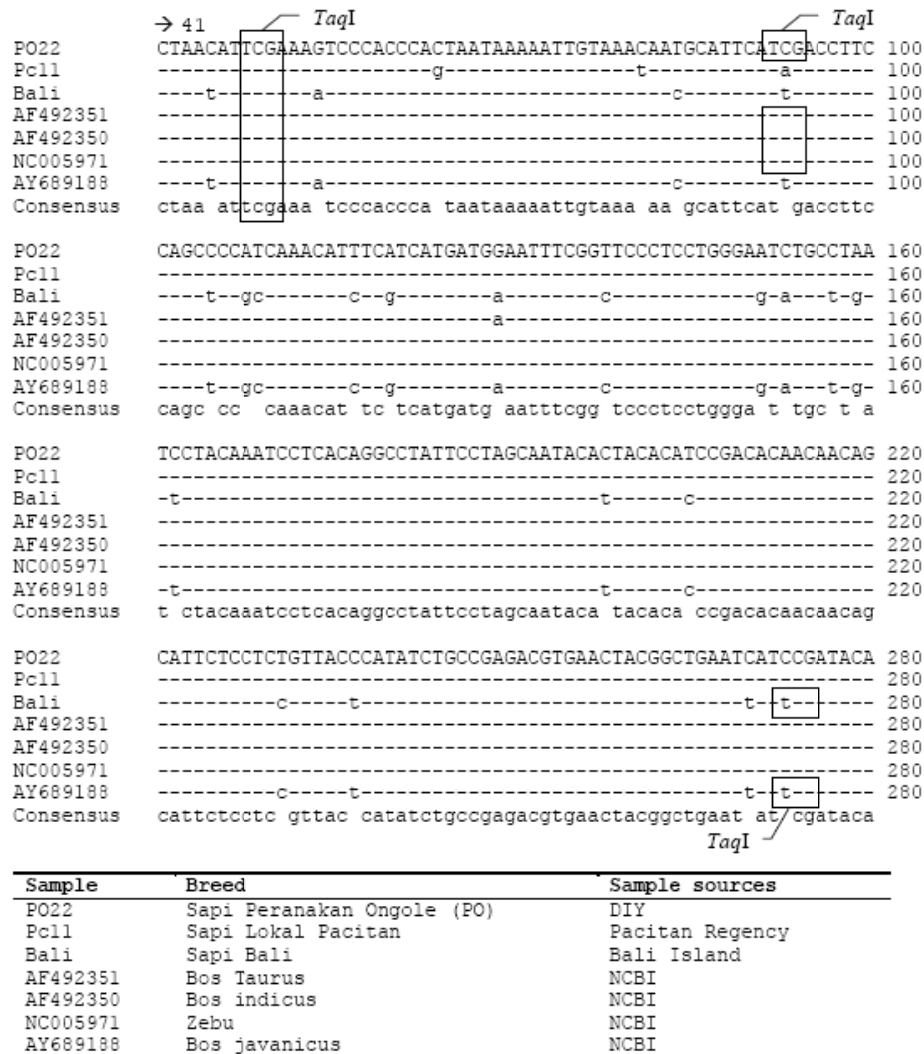 → 41 TaqI TaqI
PO22 CTAACATTCGAAAGTCCCACCCACTAATAAAAATTGTAAACAATGCATTCATCGACCTTC 100
Pc11 -----------------------g----------------t-----------a------- 100
Bali ----t--------a-----------------------------c--------t------- 100
AF492351 ------------------------------------------------------------ 100
AF492350 ------------------------------------------------------------ 100
NC005971 ------------------------------------------------------------ 100
AY689188 ----t--------a-----------------------------c--------t------- 100
Consensus ctaa attcgaaa tcccaccca taataaaaattgtaaa aa gcattcat gaccttc
PO22 CAGCCCCATCAAACATTTCATCATGATGGAATTTCGGTTCCCTCCTGGGAATCTGCCTAA 160
Pc11 ------------------------------------------------------------ 160
Bali ----t--gc-------c--g--------a--------c------------g-a---t-g- 160
AF492351 ----------------------------a------------------------------- 160
AF492350 ------------------------------------------------------------ 160
NC005971 ------------------------------------------------------------ 160
AY689188 ----t--gc-------c--g--------a--------c------------g-a---t-g- 160
Consensus cagc cc  caaacat tc tcatgatg aatttcgg tccctcctggga t tgc t a
PO22 TCCTACAAATCCTCACAGGCCTATTCCTAGCAATACACTACACATCCGACACAACAACAG 220
Pc11 ------------------------------------------------------------ 220
Bali -t-----------------------------------t------c--------------- 220
AF492351 ------------------------------------------------------------ 220
AF492350 ------------------------------------------------------------ 220
NC005971 ------------------------------------------------------------ 220
AY689188 -t-----------------------------------t------c--------------- 220
Consensus t ctacaaatcctcacaggcctattcctagcaataca tacaca ccgacacaacaacag
PO22 CATTCTCCTCTGTTACCCATATCTGCCGAGACGTGAACTACGGCTGAATCATCCGATACA 280
Pc11 ------------------------------------------------------------ 280
Bali ----------c-----t--------------------------------t--t------- 280
AF492351 ------------------------------------------------------------ 280
AF492350 ------------------------------------------------------------ 280
NC005971 ------------------------------------------------------------ 280
AY689188 ----------c-----t--------------------------------t--t------- 280
Consensus cattctcctc gttac catatctgccgagacgtgaactacggctgaat at cgataca
TaqI
Sample Breed Sample sources
PO22 Sapi Peranakan Ongole (PO) DIY
Pc11 Sapi Lokal Pacitan Pacitan Regency
Bali Sapi Bali Bali Island
AF492351 Bos Taurus NCBI
AF492350 Bos indicus NCBI
NC005971 Zebu NCBI
AY689188 Bos javanicus NCBI